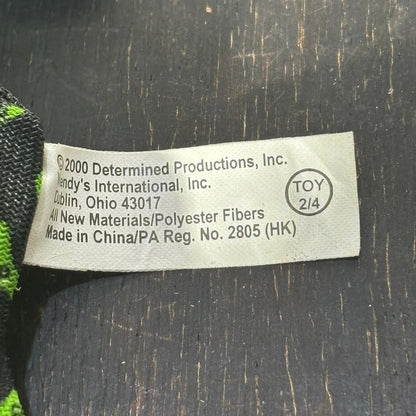 ©2000 Determined Productions, Inc.
Wendy's International, Inc.
Dublin, Ohio 43017
All New Materials/Polyester Fibers
Made in China/PA Reg. No. 2805 (HK)
TOY
2/4